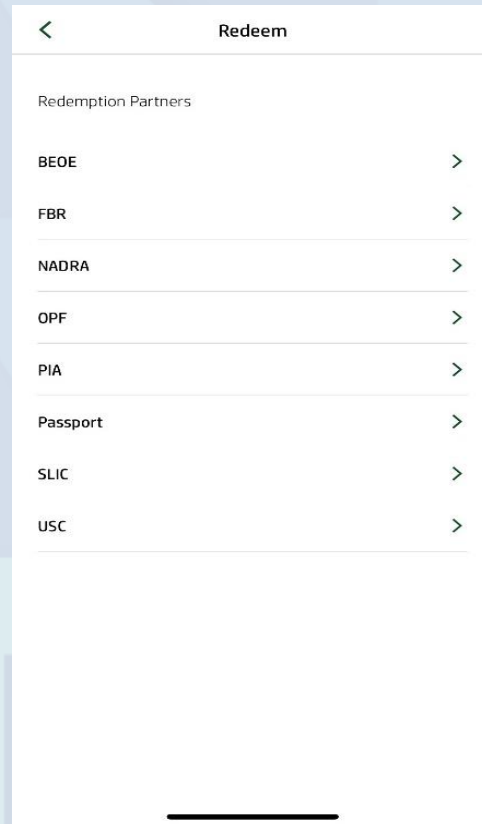 Redeem
Redemption Partners
BEOE
FBR
NADRA
OPF
PIA
Passport
SLIC
USC